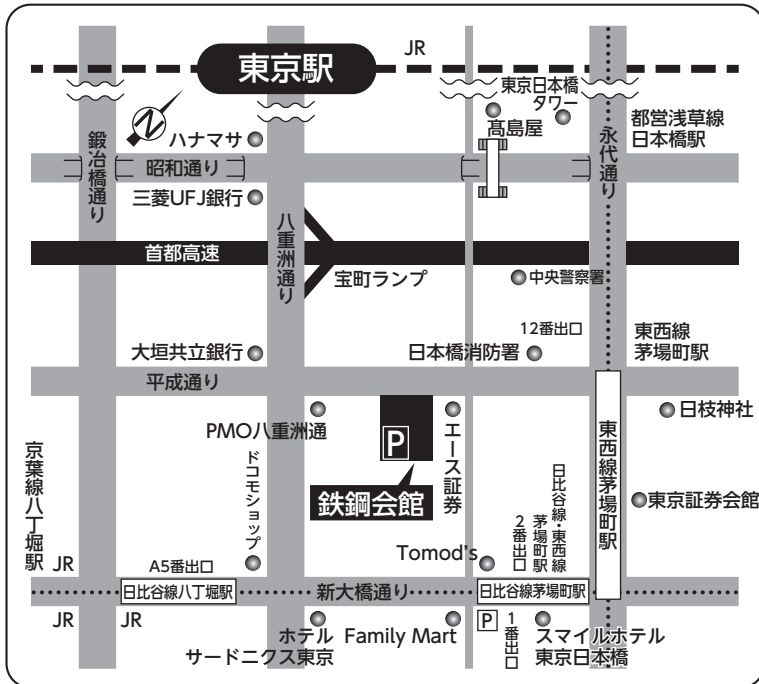 JR
東京駅
東京日本橋
タワー
髙島屋
都営浅草線
日本橋駅
永代通り
鍛冶橋通り
N
ハナマサ
昭和通り
三菱UFJ銀行
八重洲通り
首都高速
宝町ランプ
中央警察署
12番出口
東西線
茅場町駅
大垣共立銀行
日本橋消防署
平成通り
日枝神社
PMO八重洲通
P
エース証券
鉄鋼会館
東西線茅場町駅
京葉線八丁堀駅
ドコモショップ
日比谷線・東西線
茅場町駅
2番出口
東京証券会館
Tomod's
JR
A5番出口
日比谷線八丁堀駅
新大橋通り
日比谷線茅場町駅
JR
JR
ホテル
サードニクス東京
Family Mart
P
1番出口
スマイルホテル
東京日本橋